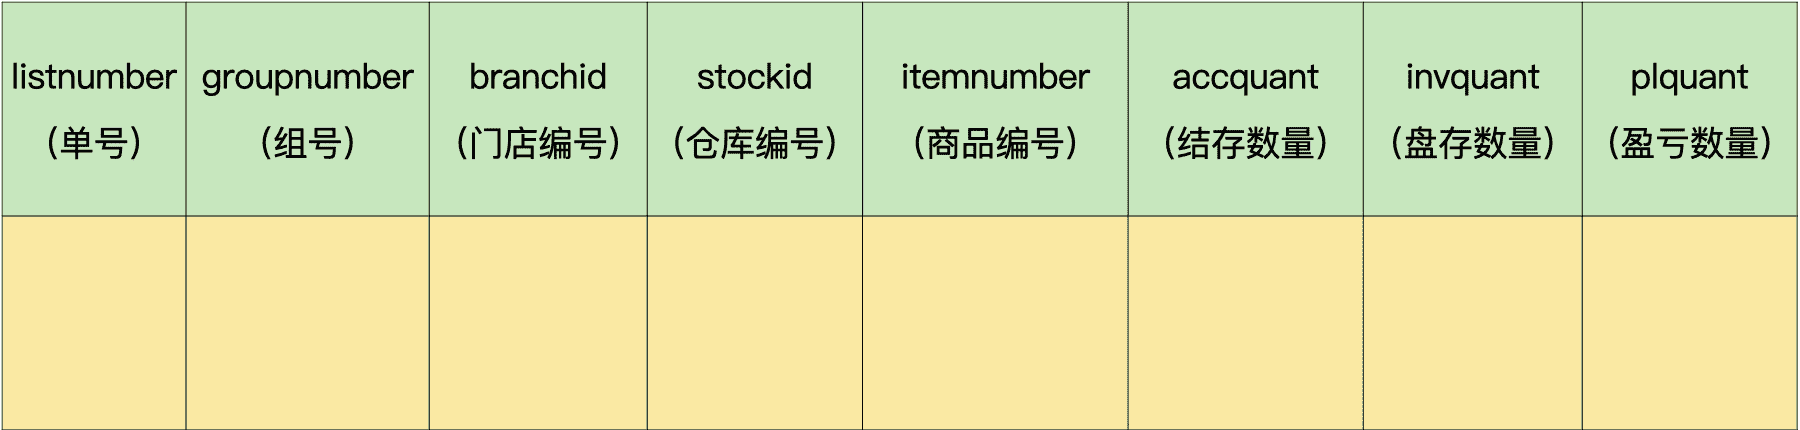 listnumber
(单号)
groupnumber
(组号)
branchid
(门店编号)
stockid
(仓库编号)
itemnumber
(商品编号)
accquant
(结存数量)
invquant
(盘存数量)
plquant
(盈亏数量)